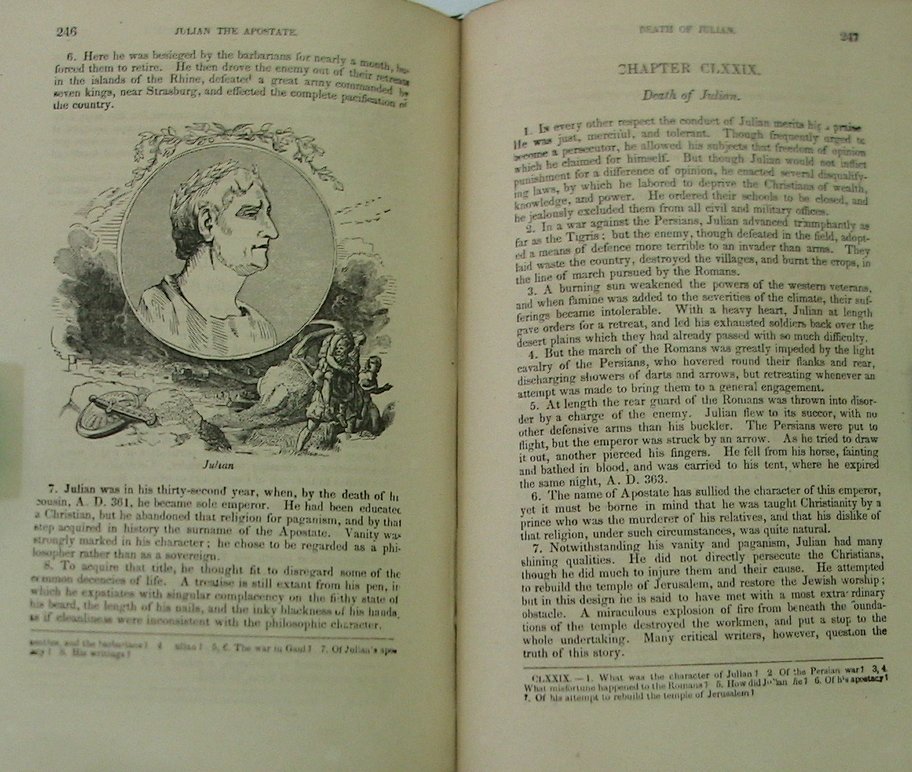 246
JULIAN THE APOSTATE.
6. Here he was besieged by the barbarians for nearly a month,
forced them to retire. He then drove the enemy out of their retreats
in the islands of the Rhine, defeated a great army commanded by
seven kings, near Strasburg, and effected the complete pacification of
the country.
Julian
7. Julian was in his thirty-second year, when, by the death of hi
cousin, A. D. 361, he became sole emperor. He had been educated
a Christian, but he abandoned that religion for paganism, and by that
step acquired in history the surname of the Apostate. Vanity was
strongly marked in his character; he chose to be regarded as a phi-
losopher rather than as a sovereign.
8. To acquire that title, he thought fit to disregard some of the
common decencies of life. A treatise is still extant from his pen, in
which he expatiates with singular complacency on the filthy state of
his beard, the length of his nails, and the inky blackness of his hands,
as if cleanliness were inconsistent with the philosophic character.
and the barbarians? 4. 5, 6. The war in Gaul? 7. Of Julian's apos
8. His writings?
DEATH OF JULIAN.
247
CHAPTER CLXXIX.
Death of Julian.
1. In every other respect the conduct of Julian merits high praise
He was just, merciful, and tolerant. Though frequently urged to
become a persecutor, he allowed his subjects that freedom of opinion
which he claimed for himself. But though Julian would not inflict
punishment for a difference of opinion, he enacted several disqualify-
ing laws, by which he labored to deprive the Christians of wealth,
knowledge, and power. He ordered their schools to be closed, and
he jealously excluded them from all civil and military offices.
2. In a war against the Persians, Julian advanced triumphantly as
far as the Tigris; but the enemy, though defeated in the field, adopt-
ed a means of defence more terrible to an invader than arms. They
laid waste the country, destroyed the villages, and burnt the crops, in
the line of march pursued by the Romans.
3. A burning sun weakened the powers of the western veterans,
and when famine was added to the severities of the climate, their suf-
ferings became intolerable. With a heavy heart, Julian at length
gave orders for a retreat, and led his exhausted soldiers back over the
desert plains which they had already passed with so much difficulty.
4. But the march of the Romans was greatly impeded by the light
cavalry of the Persians, who hovered round their flanks and rear,
discharging showers of darts and arrows, but retreating whenever an
attempt was made to bring them to a general engagement.
5. At length the rear guard of the Romans was thrown into disor-
der by a charge of the enemy. Julian flew to its succor, with no
other defensive arms than his buckler. The Persians were put to
flight, but the emperor was struck by an arrow. As he tried to draw
it out, another pierced his fingers. He fell from his horse, fainting
and bathed in blood, and was carried to his tent, where he expired
the same night, A. D. 363.
6. The name of Apostate has sullied the character of this emperor,
yet it must be borne in mind that he was taught Christianity by a
prince who was the murderer of his relatives, and that his dislike of
that religion, under such circumstances, was quite natural.
7. Notwithstanding his vanity and paganism, Julian had many
shining qualities. He did not directly persecute the Christians,
though he did much to injure them and their cause. He attempted
to rebuild the temple of Jerusalem, and restore the Jewish worship;
but in this design he is said to have met with a most extraordinary
obstacle. A miraculous explosion of fire from beneath the founda-
tions of the temple destroyed the workmen, and put a stop to the
whole undertaking. Many critical writers, however, question the
truth of this story.
CLXXIX. — 1. What was the character of Julian? 2 Of the Persian war? 3, 4.
What misfortune happened to the Romans? 5. How did Julian die? 6. Of his apostacy?
7. Of his attempt to rebuild the temple of Jerusalem?